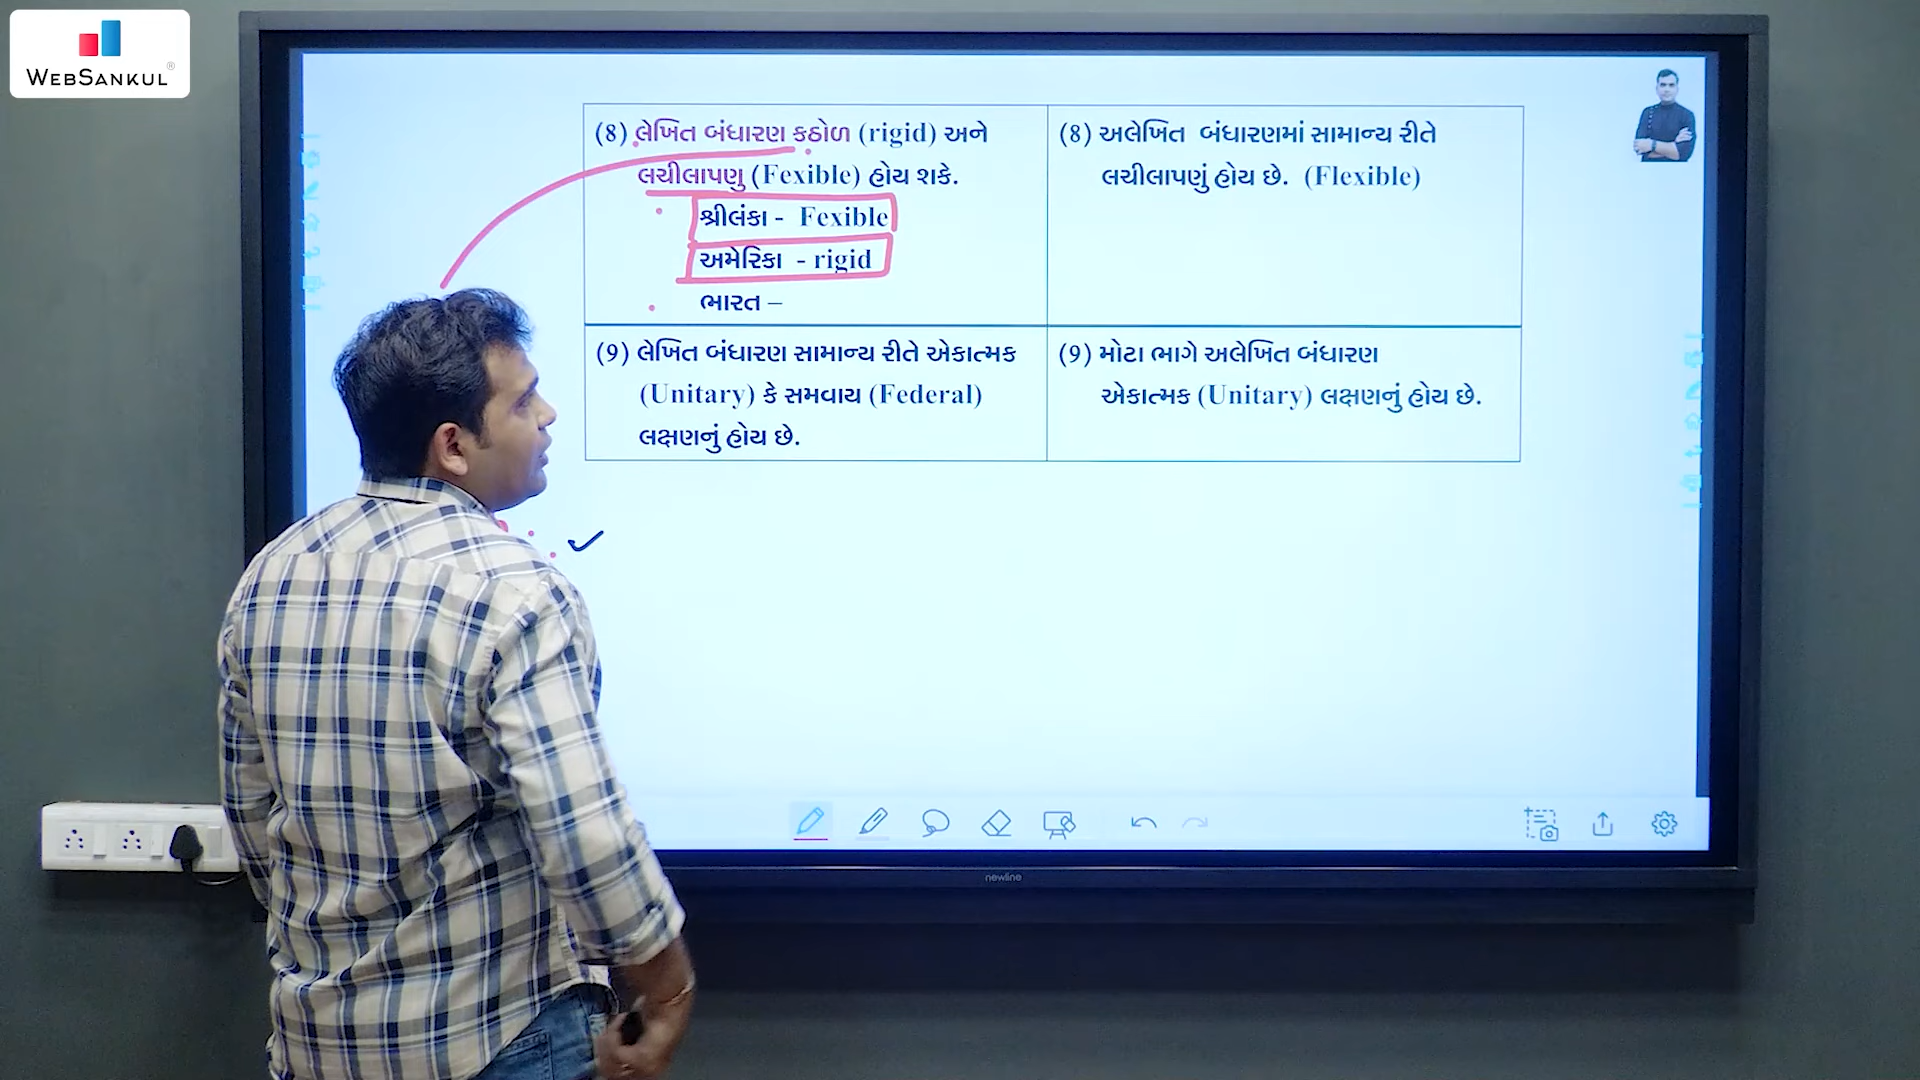 WEBSANKUL®
(8) લેખિત બંધારણ કઠોળ (rigid) અને
લચીલાપણુ (Fexible) હોય શકે.
શ્રીલંકા - Fexible
અમેરિકા - rigid
ભારત –
(8) અલેખિત બંધારણમાં સામાન્ય રીતે
લચીલાપણું હોય છે. (Flexible)
(9) લેખિત બંધારણ સામાન્ય રીતે એકાત્મક
(Unitary) કે સમવાય (Federal)
લક્ષણનું હોય છે.
(9) મોટા ભાગે અલેખિત બંધારણ
એકાત્મક (Unitary) લક્ષણનું હોય છે.
newline